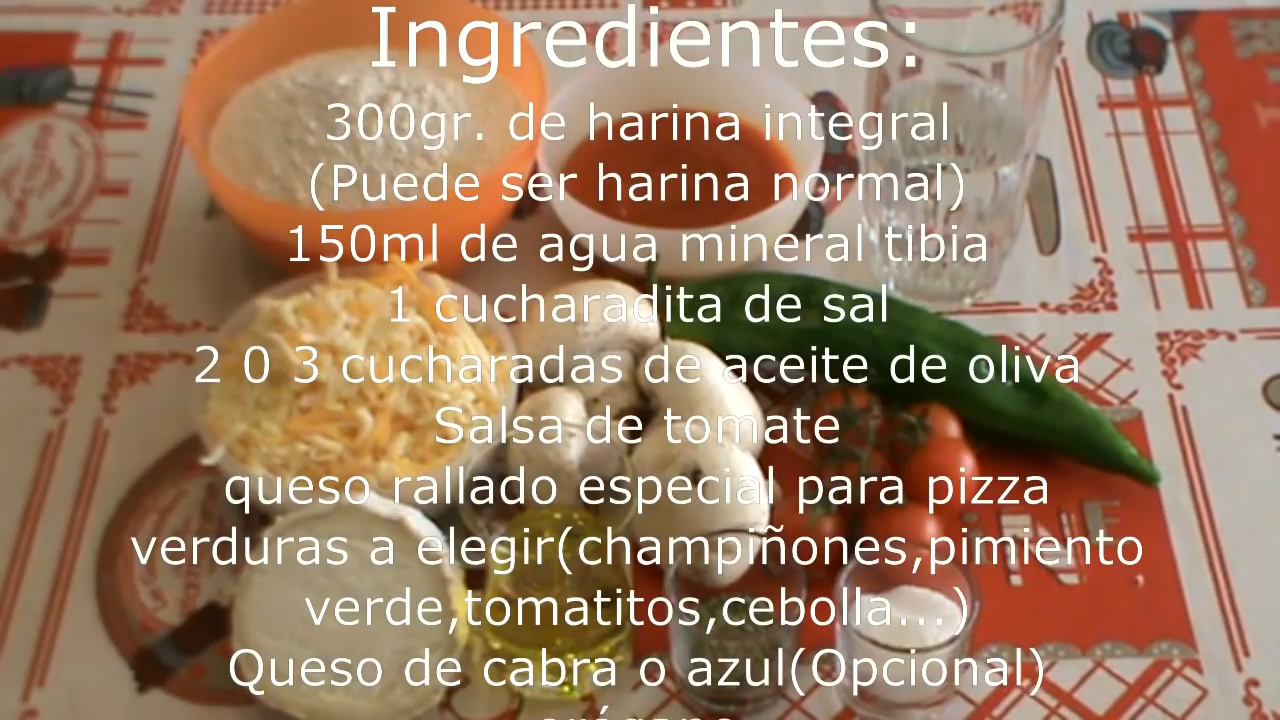 Ingredientes:
300gr. de harina integral
(Puede ser harina normal)
150ml de agua mineral tibia
1 cucharadita de sal
2 0 3 cucharadas de aceite de oliva
Salsa de tomate
queso rallado especial para pizza
verduras a elegir(champiñones,pimiento
verde,tomatitos,cebolla...)
Queso de cabra o azul(Opcional)
orégano